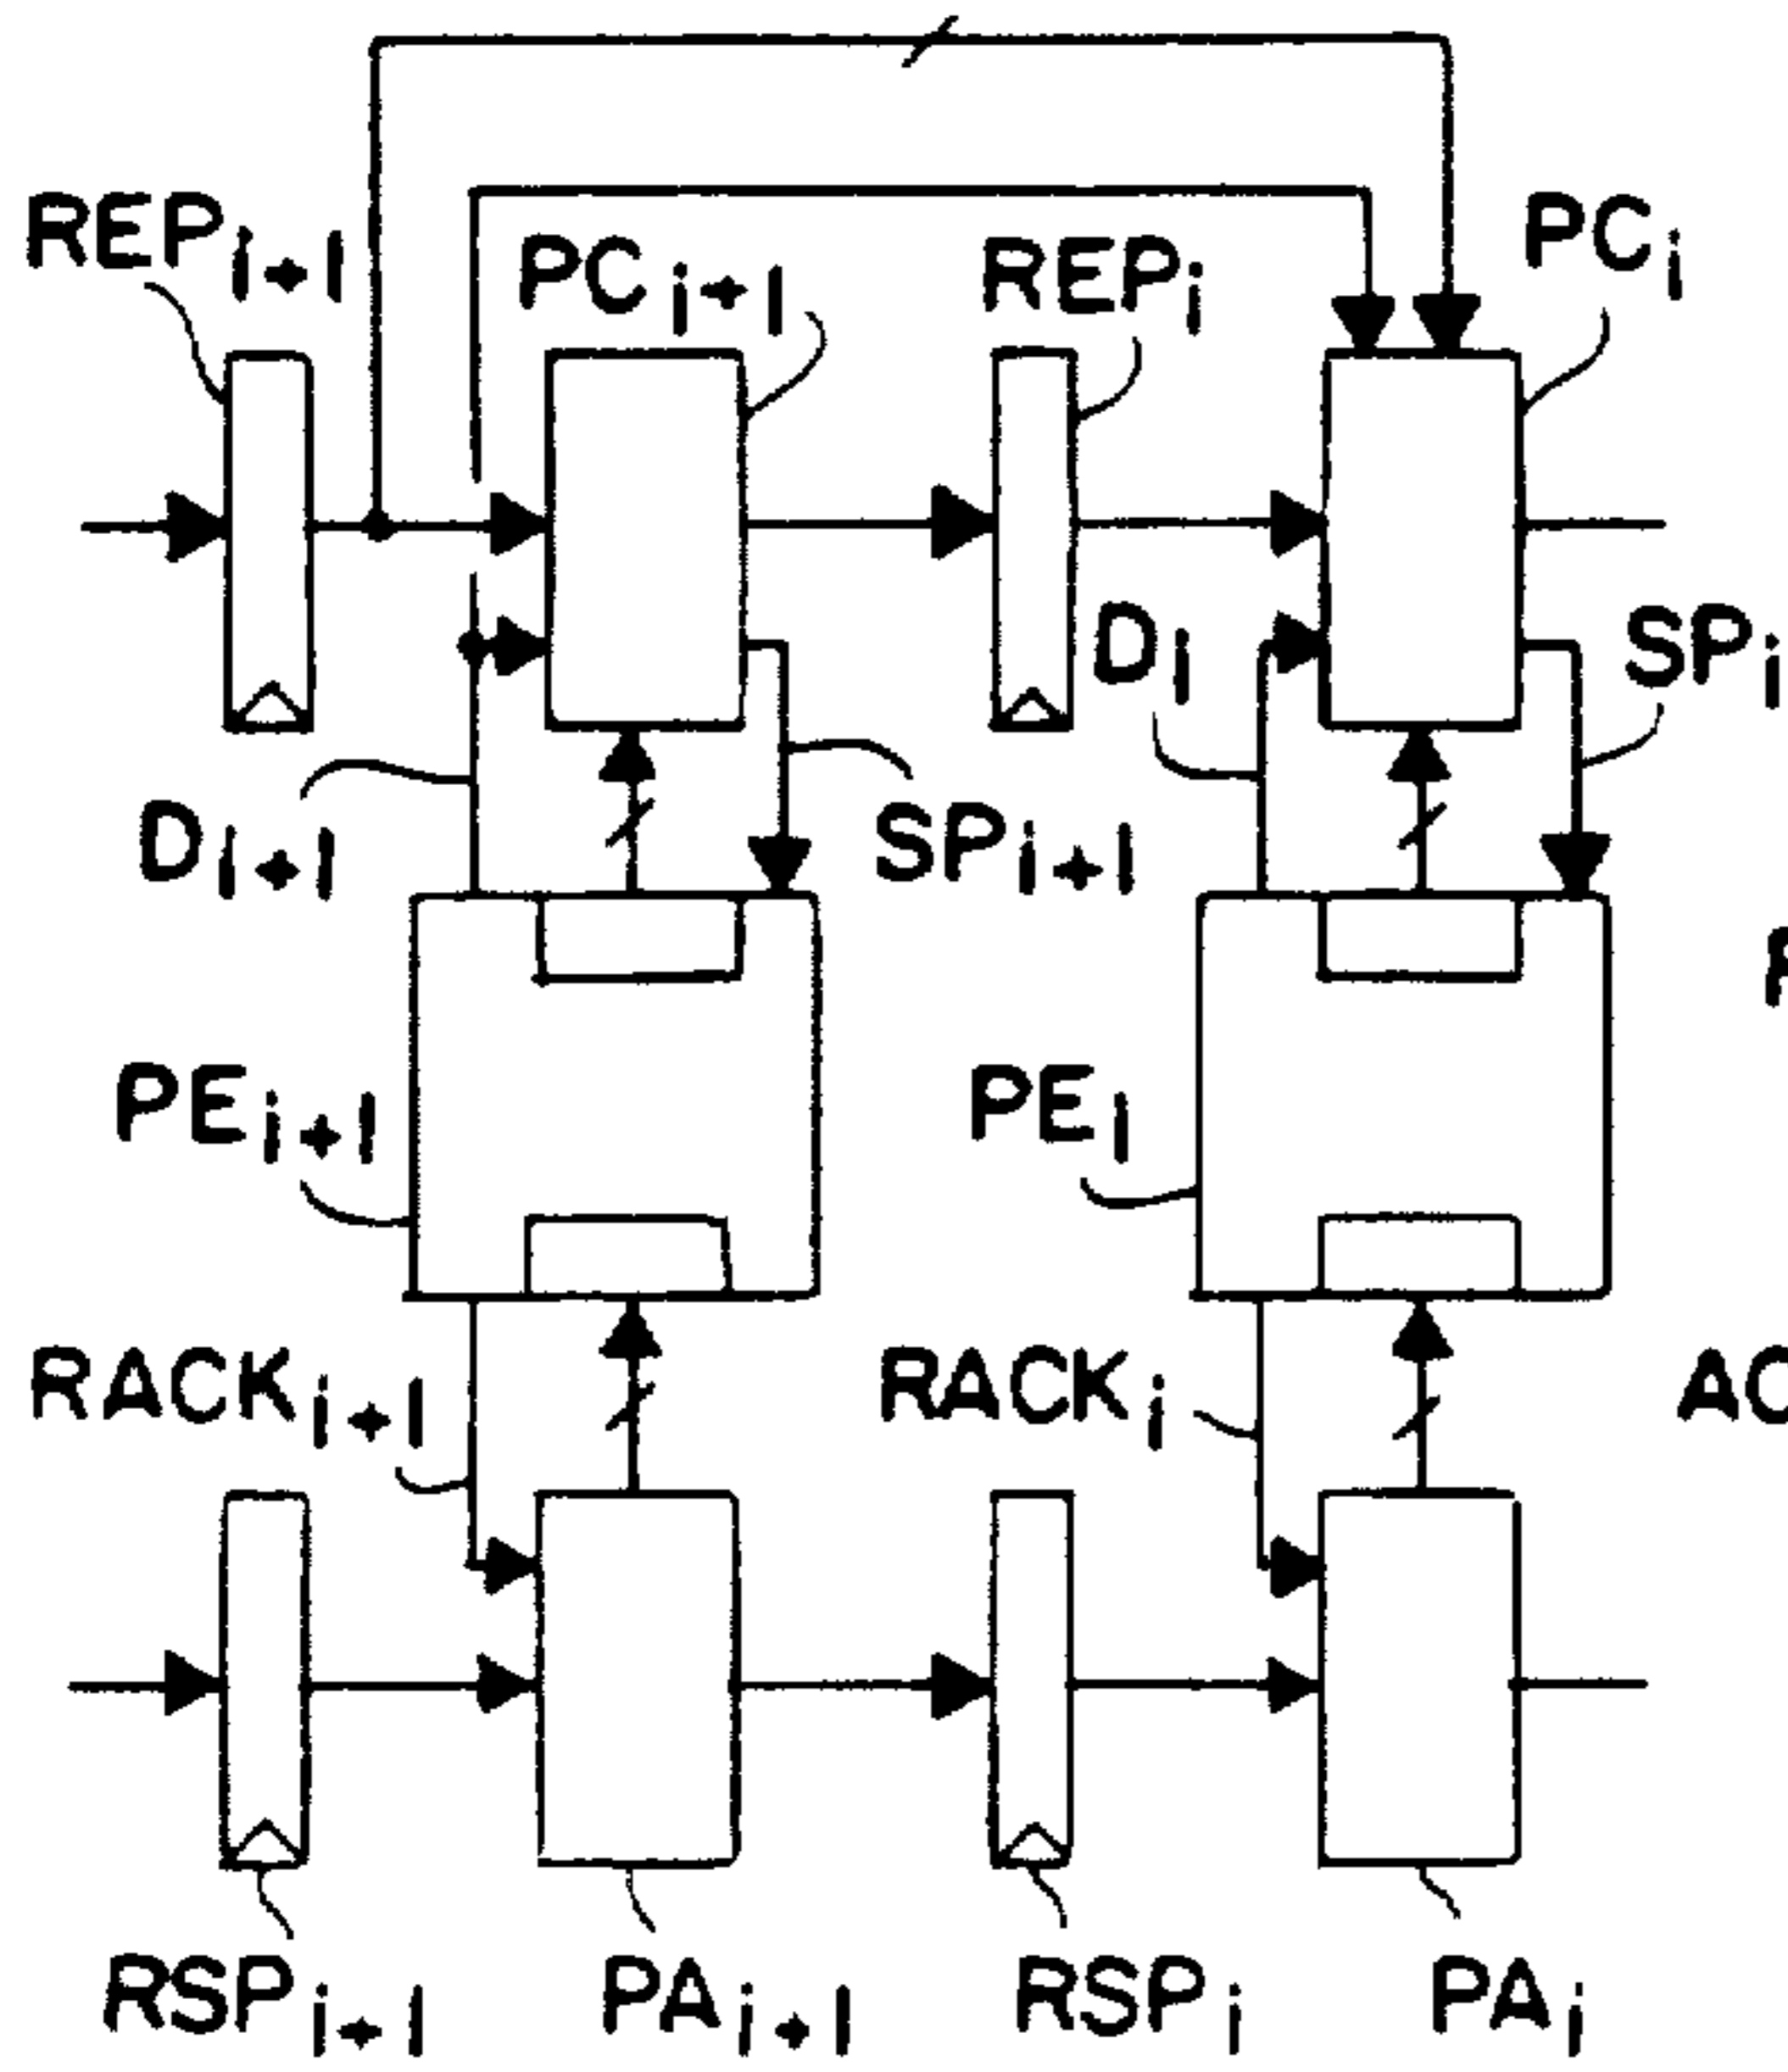 REPi+1
PCi+1
REPi
PCi
Di
SPi
Di+1
SPi+1
PEi+1
PEi
RACKi+1
RACKi
AC
RSPi+1
PAi+1
RSPi
PAi